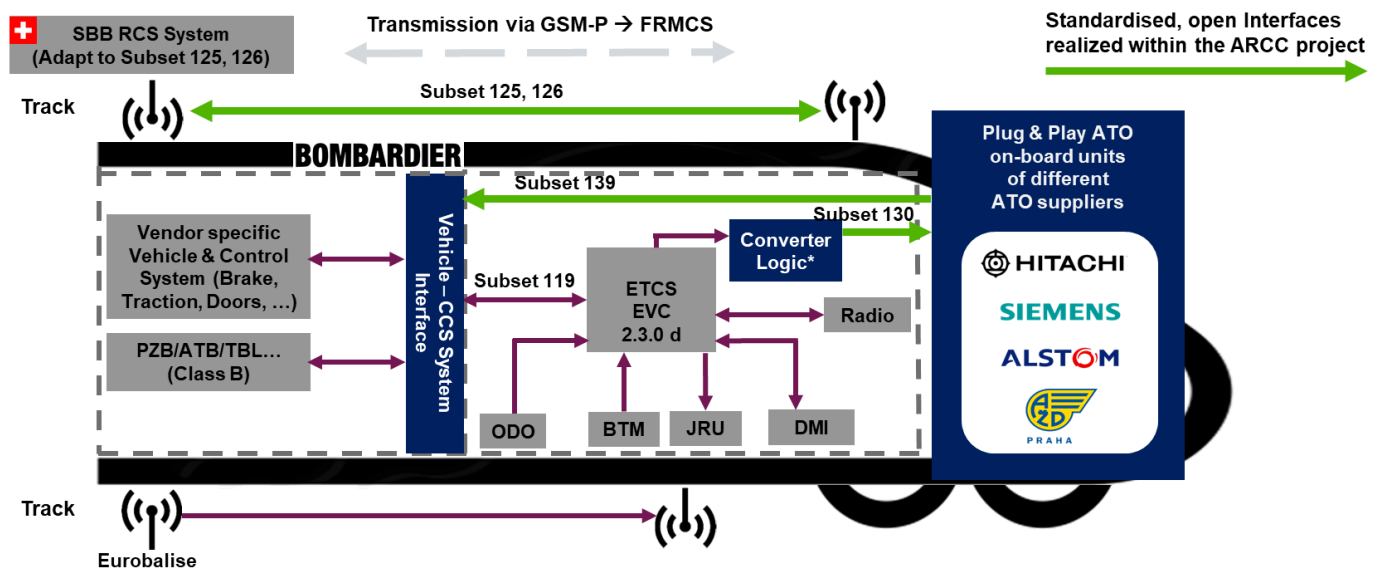 SBB RCS System
(Adapt to Subset 125, 126)
Transmission via GSM-P → FRMCS
Standardised, open Interfaces
realized within the ARCC project
Track
Subset 125, 126
BOMBARDIER
Plug & Play ATO
on-board units
of different
ATO suppliers
Subset 139
Subset 130
Vendor specific
Vehicle & Control
System (Brake,
Traction, Doors, …)
Vehicle – CCS System
Interface
Converter
Logic*
Subset 119
ETCS
EVC
2.3.0 d
Radio
HITACHI
SIEMENS
ALSTOM
AŽD
PRAHA
PZB/ATB/TBL…
(Class B)
ODO
BTM
JRU
DMI
Track
Eurobalise